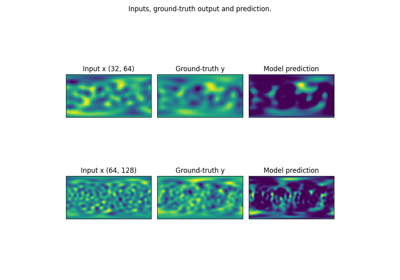 Inputs, ground-truth output and prediction.
Input x (32, 64) Ground-truth y Model prediction
Input x (64, 128) Ground-truth y Model prediction